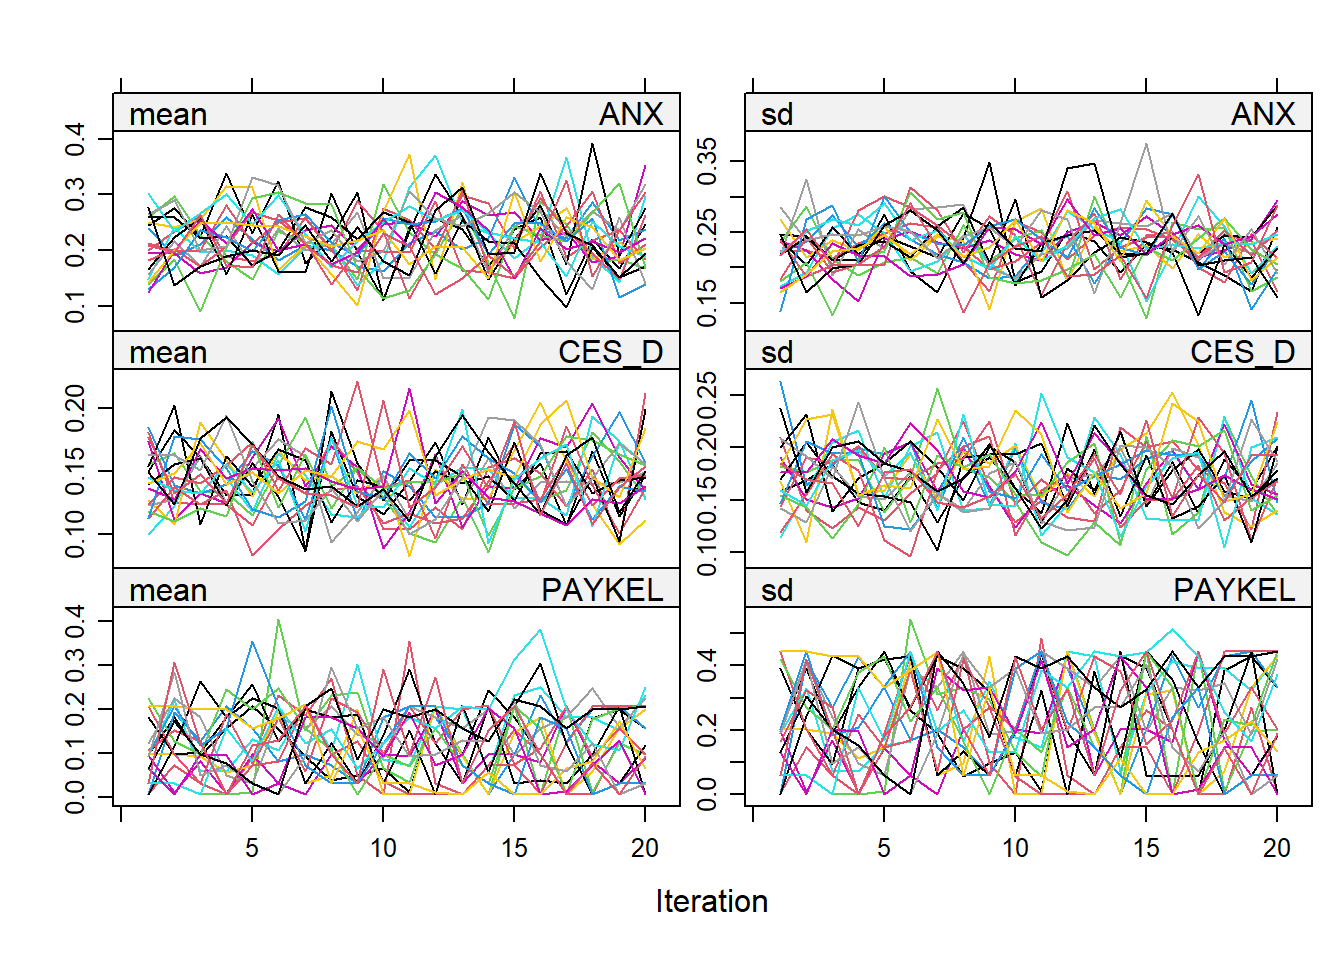 mean ANX
sd ANX
0.1 0.2 0.3 0.4
0.15 0.25 0.35
mean CES_D
sd CES_D
0.10 0.15 0.20
0.10 0.15 0.20 0.25
mean PAYKEL
sd PAYKEL
0.0 0.1 0.2 0.3 0.4
0.0 0.2 0.4
5 10 15 20
5 10 15 20
Iteration